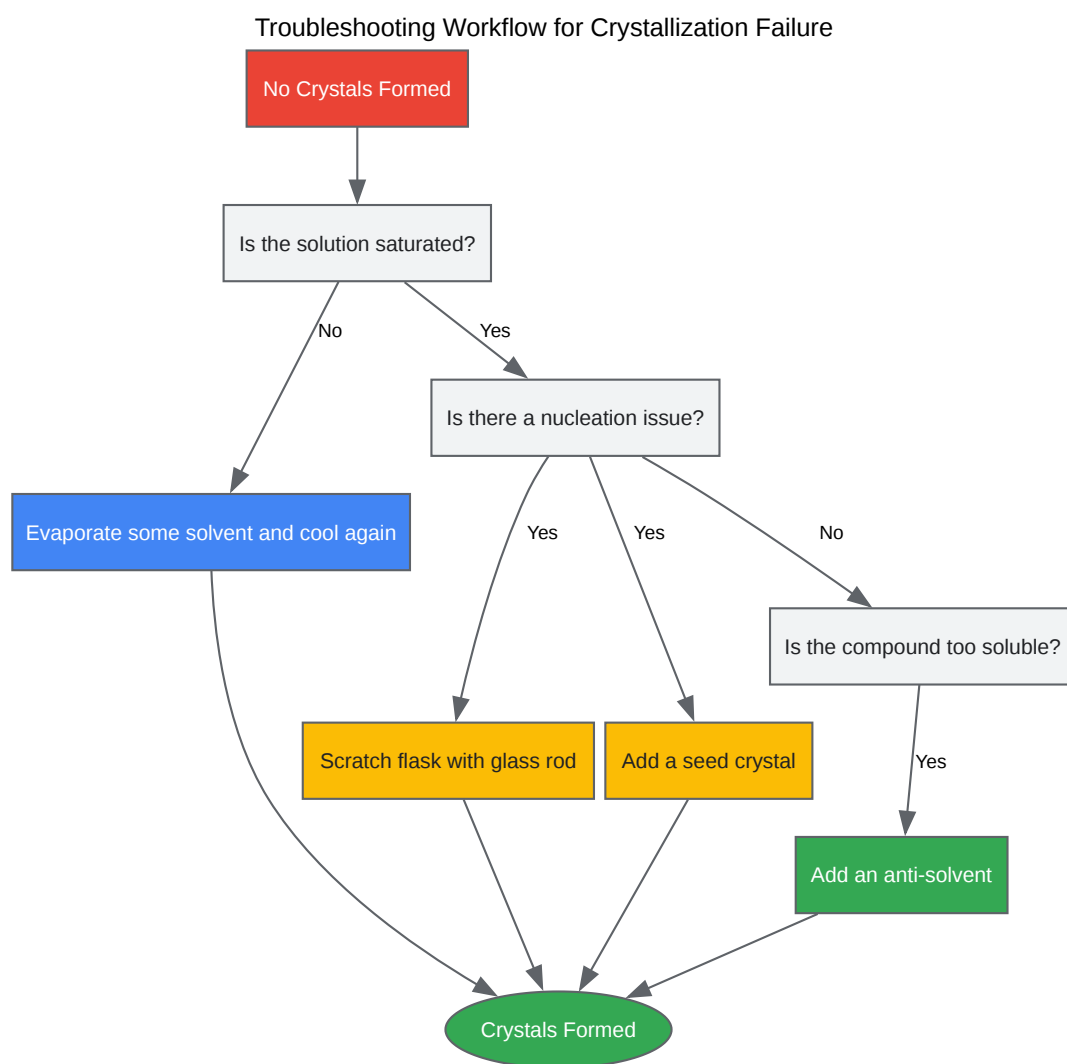 Troubleshooting Workflow for Crystallization Failure
No Crystals Formed
Is the solution saturated?
No
Yes
Is there a nucleation issue?
Evaporate some solvent and cool again
Yes
Yes
No
Is the compound too soluble?
Scratch flask with glass rod
Add a seed crystal
Yes
Add an anti-solvent
Crystals Formed